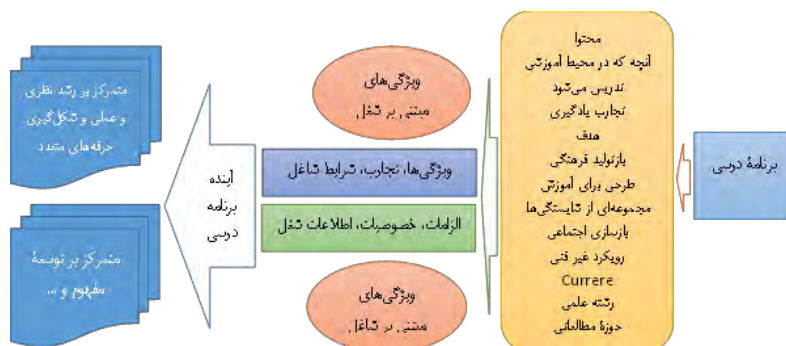 برنامهٔ درسی
محتوا
آنچه که در محیط آموزشی
تدریس می‌شود
تجارب یادگیری
هدف
بازتولید فرهنگی
طرحی برای آموزش
مجموعه‌ای از شایستگی‌ها
بازسازی اجتماعی
رویکرد غیر فنی
Currere
رشته علمی
حوزهٔ مطالعاتی
ویژگی‌های
مبتنی بر شغل
ویژگی‌ها، تجارب، شرایط شاغل
الزامات، خصوصیات، اطلاعات شغل
ویژگی‌های
مبتنی بر شاغل
آینده
برنامه
درسی
متمرکز بر رشد نظری
و عملی و شکل‌گیری
حرفه‌های متعدد
متمرکز بر توسعهٔ
مفهوم و ...